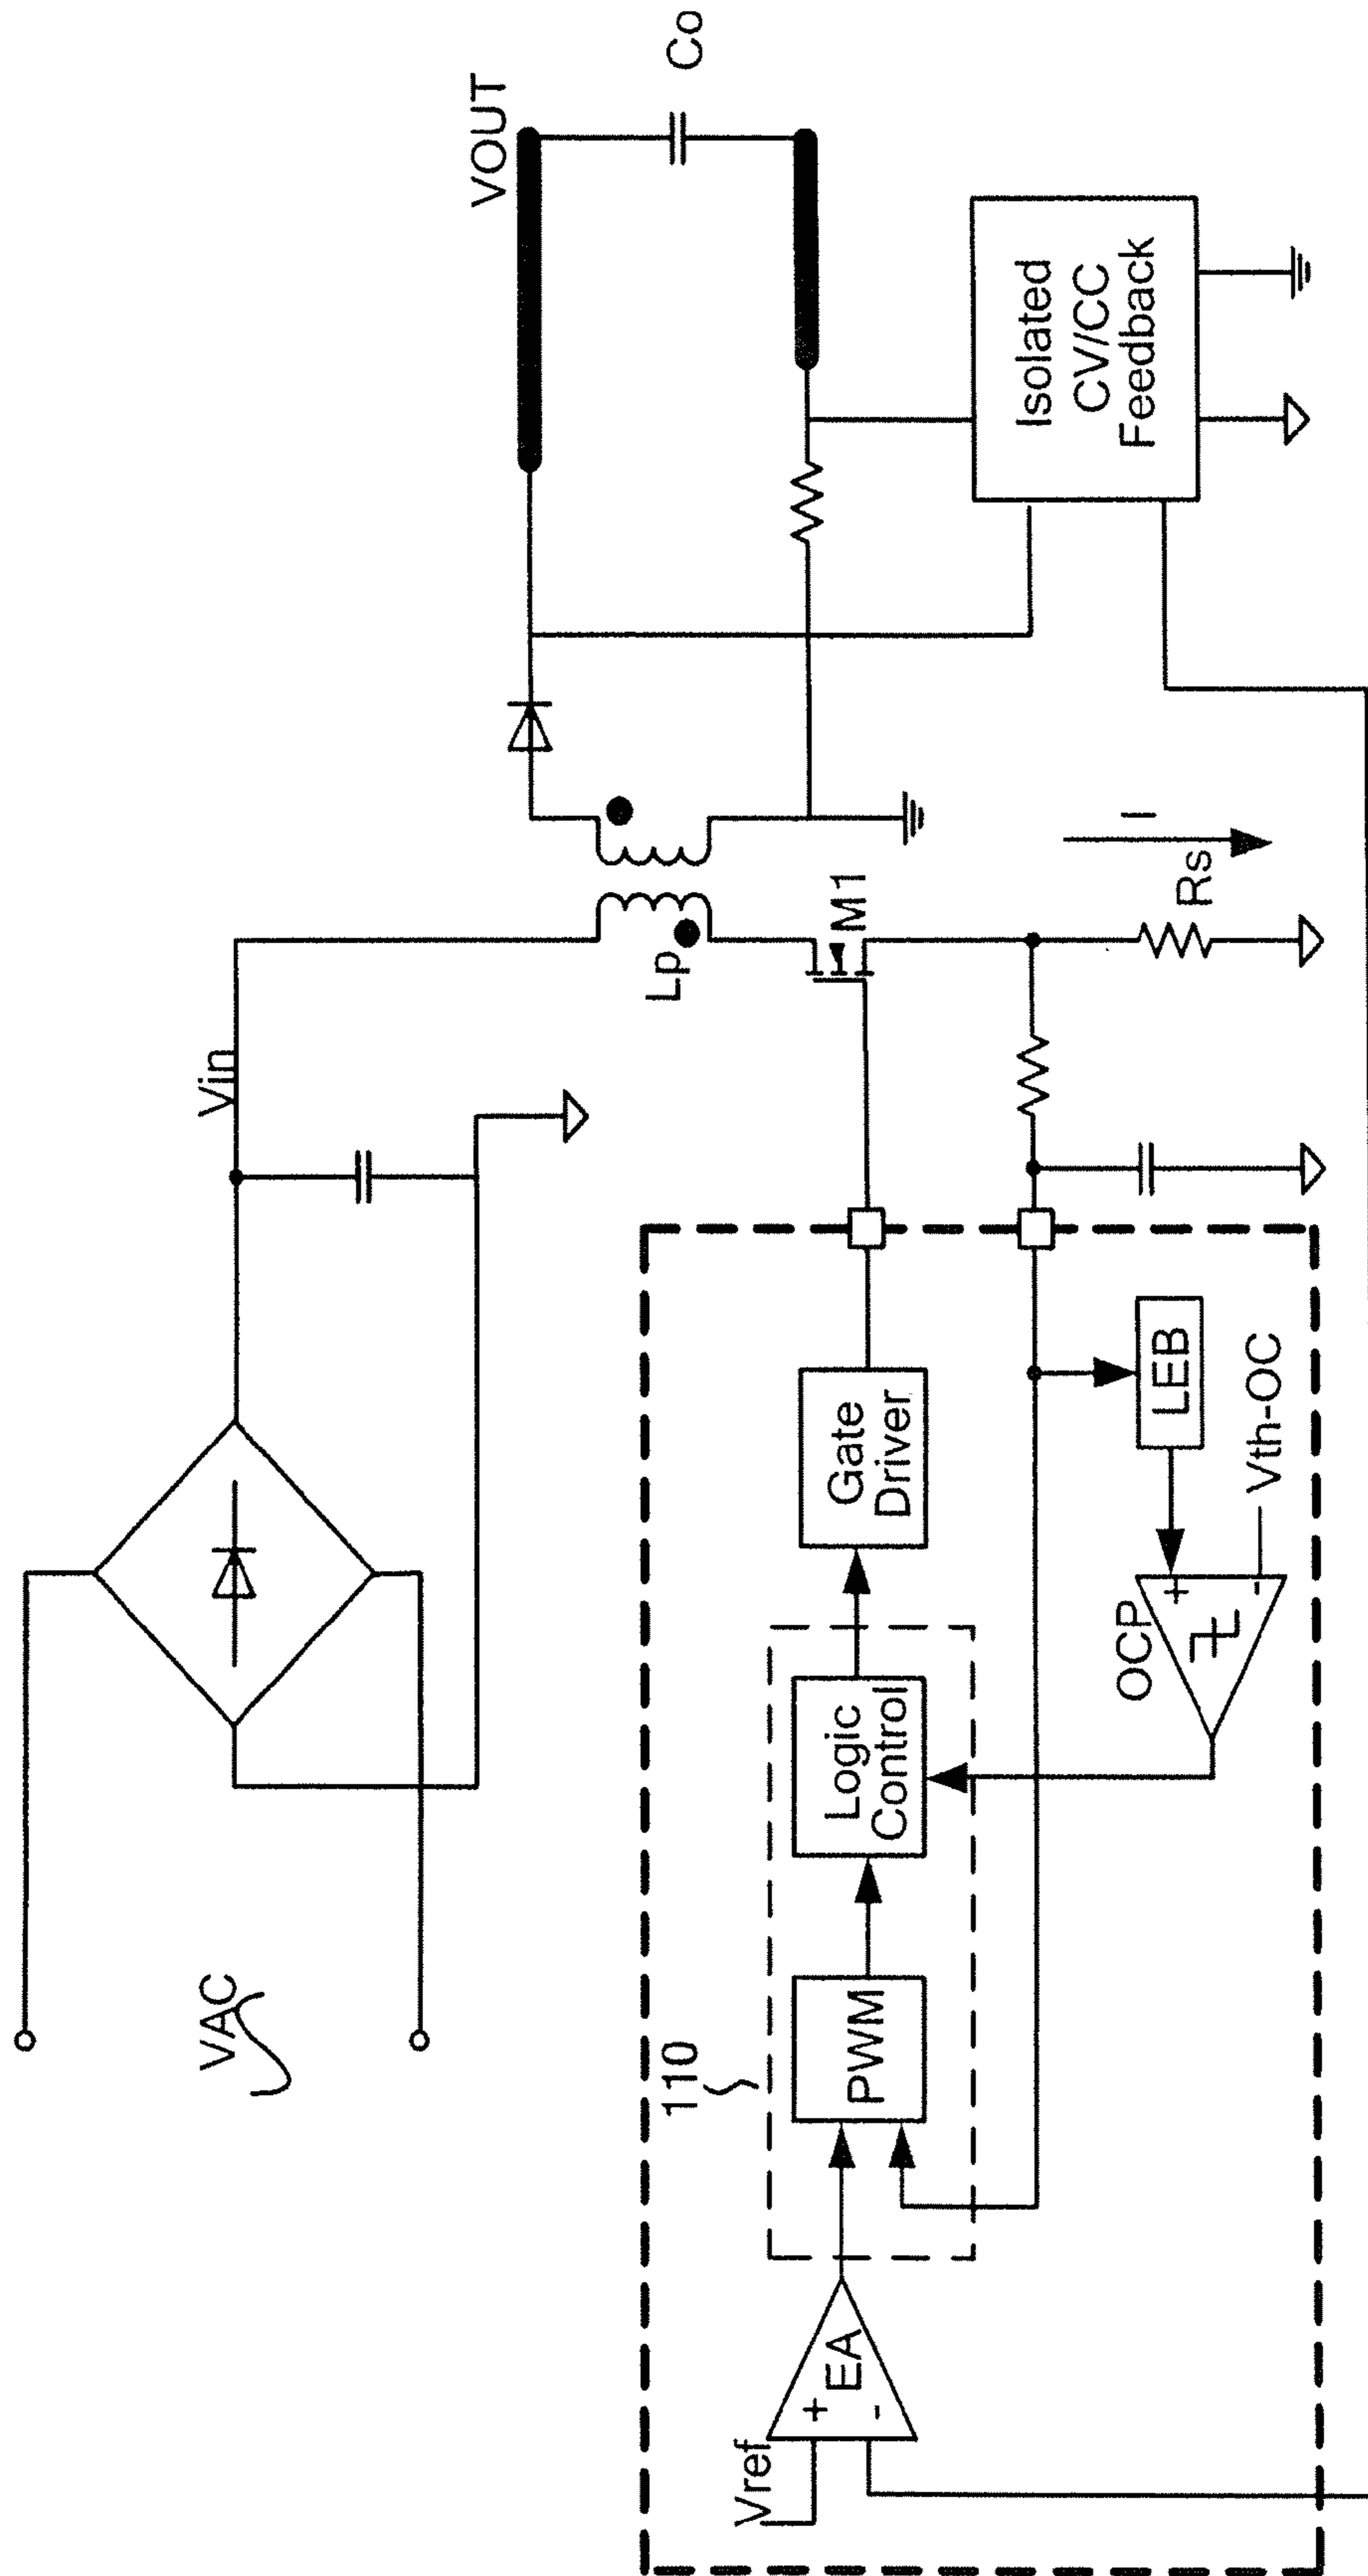 VAC
Vin
VOUT
Co
Lp
M1
Rs
I
Isolated
CV/CC
Feedback
110
Vref
+
-
EA
PWM
Logic
Control
Gate
Driver
OCP
+
-
LEB
Vth-OC